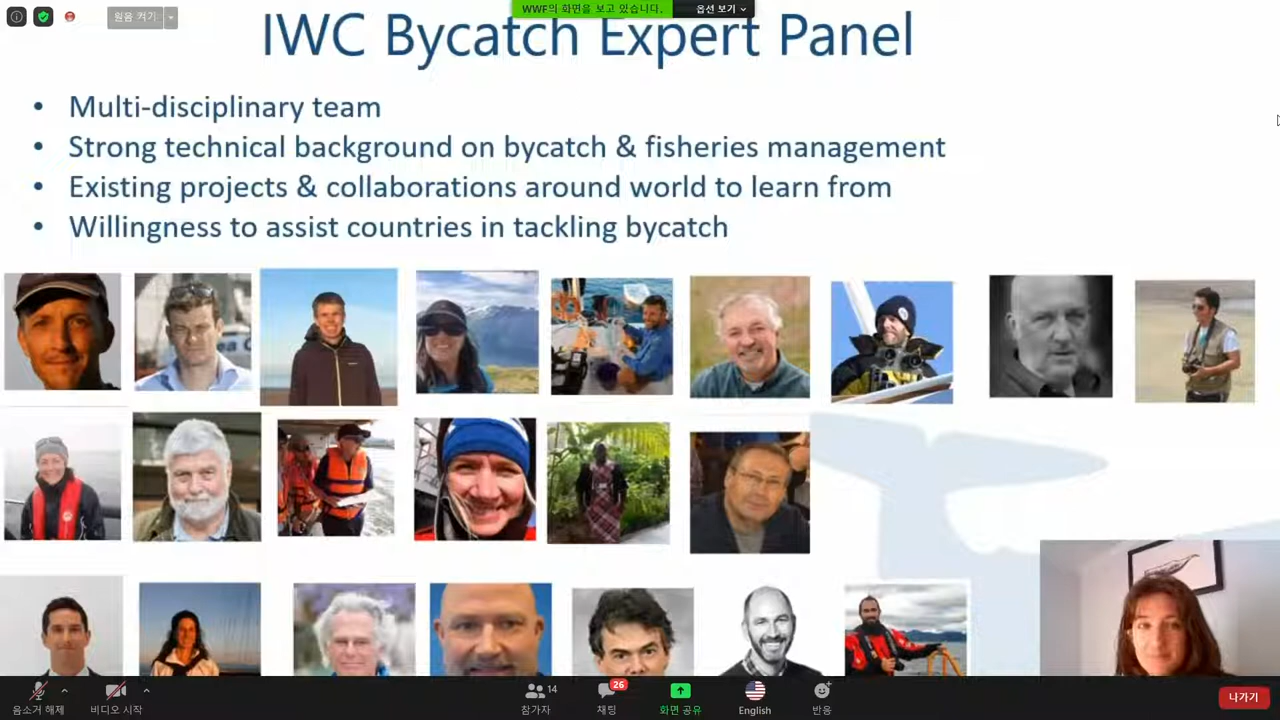 원음 켜기
WWF의 화면을 보고 있습니다.
옵션 보기
IWC Bycatch Expert Panel
• Multi-disciplinary team
• Strong technical background on bycatch & fisheries management
• Existing projects & collaborations around world to learn from
• Willingness to assist countries in tackling bycatch
음소거 해제
비디오 시작
14
참가자
26
채팅
화면 공유
English
반응
나가기